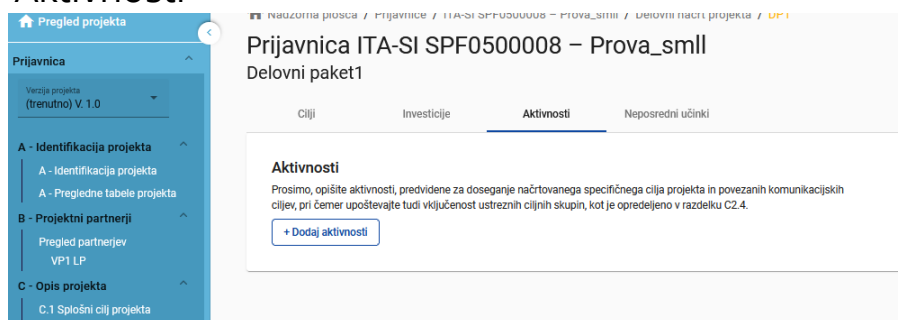 Aktivnosti
Pregled projekta
Prijavnica
Verzija projekta
(trenutno) V. 1.0
A - Identifikacija projekta
A - Identifikacija projekta
A - Pregledne tabele projekta
B - Projektni partnerji
Pregled partnerjev
VP1 LP
C - Opis projekta
C.1 Splošni cilj projekta
Nadzorna plošča / Prijavnice / ITA-SI SPF0500008 – Prova_smll / Delovni načrt projekta / DP1
Prijavnica ITA-SI SPF0500008 – Prova_smll
Delovni paket1
Cilji Investicije Aktivnosti Neposredni učinki
Aktivnosti
Prosimo, opišite aktivnosti, predvidene za doseganje načrtovanega specifičnega cilja projekta in povezanih komunikacijskih
ciljev, pri čemer upoštevajte tudi vključenost ustreznih ciljnih skupin, kot je opredeljeno v razdelku C2.4.
+ Dodaj aktivnosti